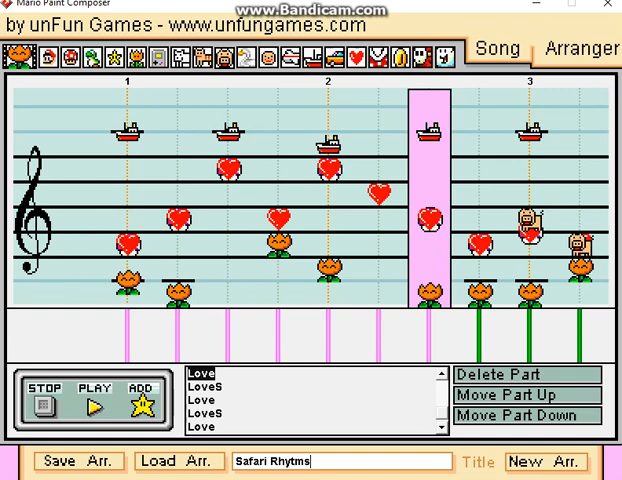 Mario Paint Composer
www.Bandicam.com
by unFun Games - www.unfungames.com
Song
Arranger
1 2 3
STOP PLAY ADD
Love
LoveS
Love
LoveS
Love
Delete Part
Move Part Up
Move Part Down
Save Arr.
Load Arr.
Safari Rhytms
Title
New Arr.